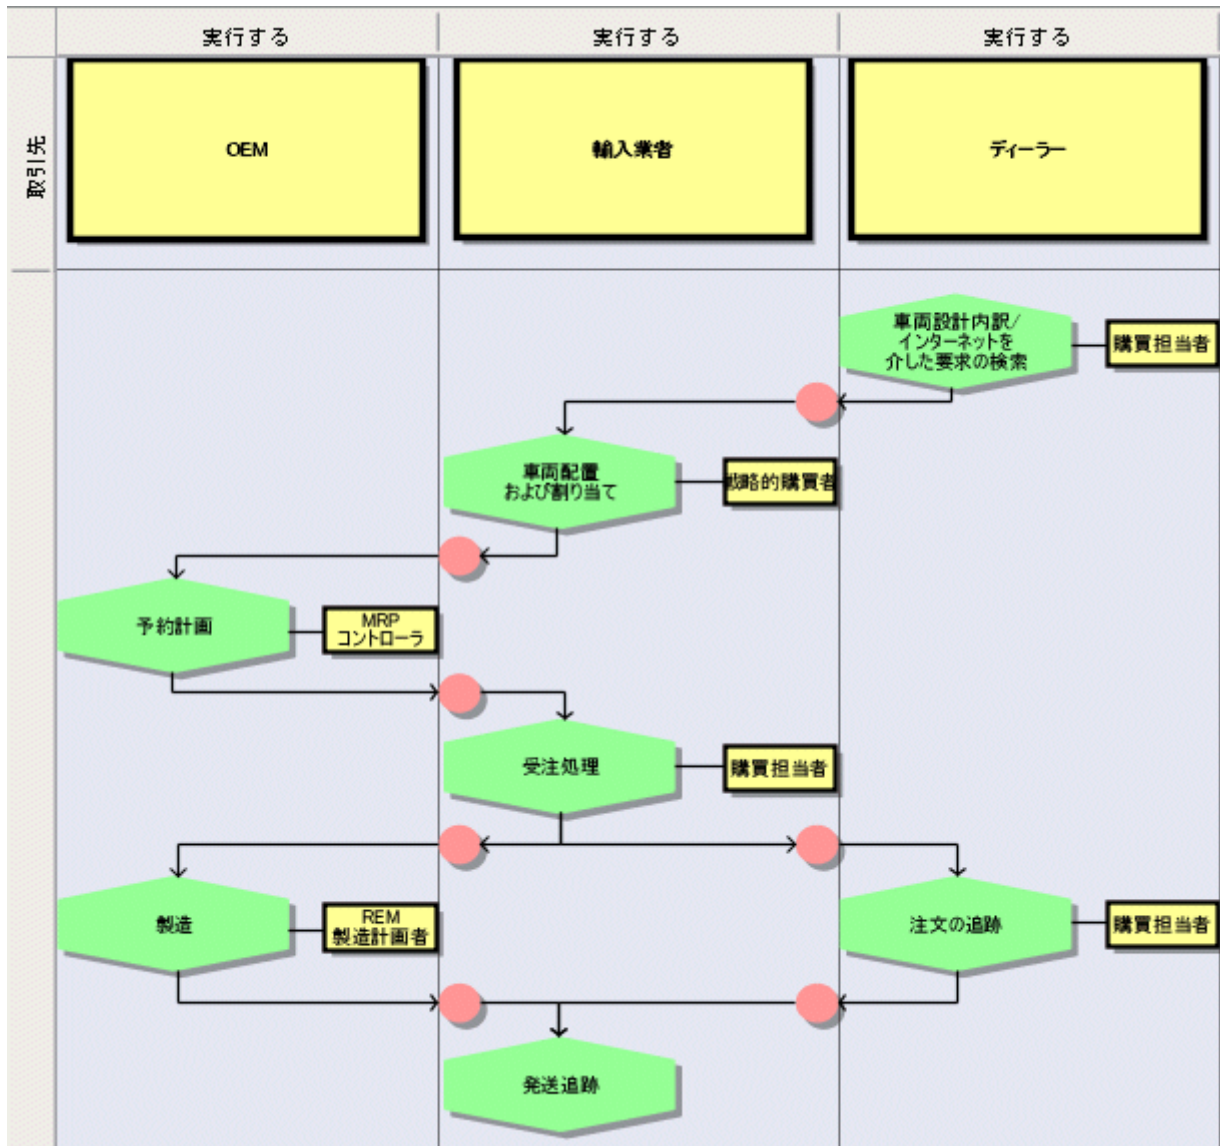 実行する
実行する
実行する
取引先
OEM
輸入業者
ディーラー
車両設計内訳/
インターネットを
介した要求の検索
購買担当者
車両配置
および割り当て
戦略的購買者
予約計画
MRP
コントローラ
受注処理
購買担当者
製造
REM
製造計画者
注文の追跡
購買担当者
発送追跡